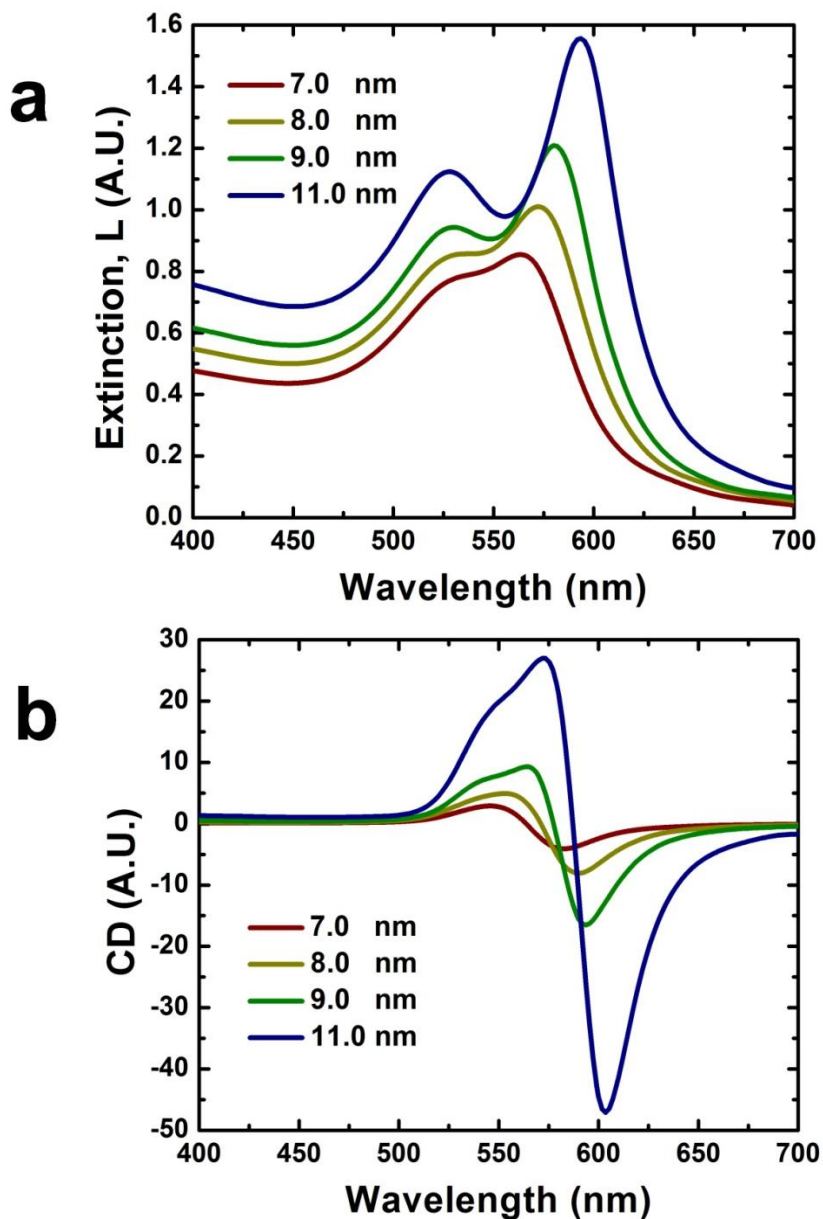 a
1.6
1.4
1.2
1.0
0.8
0.6
0.4
0.2
0.0
Extinction, L (A.U.)
7.0 nm
8.0 nm
9.0 nm
11.0 nm
400 450 500 550 600 650 700
Wavelength (nm)
b
30
20
10
0
-10
-20
-30
-40
-50
CD (A.U.)
7.0 nm
8.0 nm
9.0 nm
11.0 nm
400 450 500 550 600 650 700
Wavelength (nm)